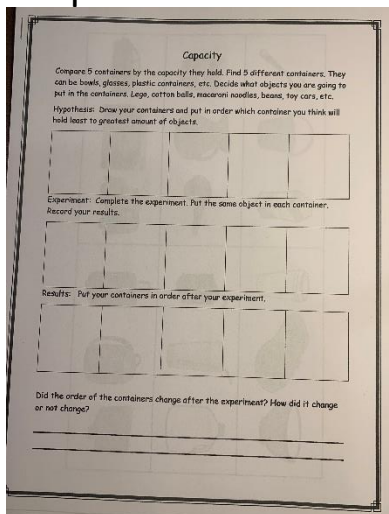 Capacity
Compare 5 containers by the capacity they hold. Find 5 different containers. They
can be bowls, glasses, plastic containers, etc. Decide what objects you are going to
put in the containers. Lego, cotton balls, macaroni noodles, beans, toy cars, etc.
Hypothesis: Draw your containers and put in order which container you think will
hold least to greatest amount of objects.
Experiment: Complete the experiment. Put the same object in each container.
Record your results.
Results: Put your containers in order after your experiment.
Did the order of the containers change after the experiment? How did it change
or not change?